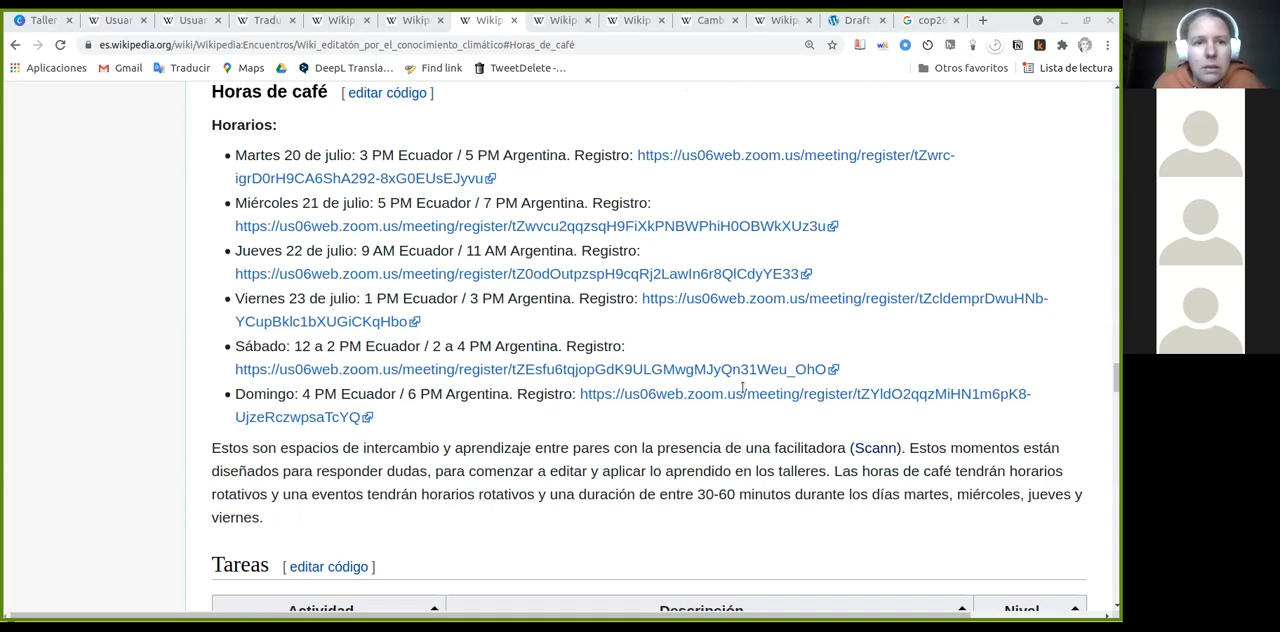 Taller
Usuar
Usuar
Tradu
Wikip
Wikip
Wikip
Wikip
Wikip
Camb
Wikip
Draft
cop26
es.wikipedia.org/wiki/Wikipedia:Encuentros/Wiki_editatón_por_el_conocimiento_climático#Horas_de_café
Aplicaciones
Gmail
Traducir
Maps
DeepL Transla...
Find link
TweetDelete -...
Otros favoritos
Lista de lectura
Horas de café [ editar código ]
Horarios:
Martes 20 de julio: 3 PM Ecuador / 5 PM Argentina. Registro: https://us06web.zoom.us/meeting/register/tZwrc-
igrD0rH9CA6ShA292-8xG0EUsEJyvu
Miércoles 21 de julio: 5 PM Ecuador / 7 PM Argentina. Registro:
https://us06web.zoom.us/meeting/register/tZwvcu2qqzsqH9FiXkPNBWPhiH0OBWkXUz3u
Jueves 22 de julio: 9 AM Ecuador / 11 AM Argentina. Registro:
https://us06web.zoom.us/meeting/register/tZ0odOutpzspH9cqRj2LawIn6r8QlCdyYE33
Viernes 23 de julio: 1 PM Ecuador / 3 PM Argentina. Registro: https://us06web.zoom.us/meeting/register/tZcldemprDwuHNb-
YCupBklc1bXUGiCKqHbo
Sábado: 12 a 2 PM Ecuador / 2 a 4 PM Argentina. Registro:
https://us06web.zoom.us/meeting/register/tZEsfu6tqjopGdK9ULGMwgMJyQn31Weu_OhO
Domingo: 4 PM Ecuador / 6 PM Argentina. Registro: https://us06web.zoom.us/meeting/register/tZYldO2qqzMiHN1m6pK8-
UjzeRczwpsaTcYQ
Estos son espacios de intercambio y aprendizaje entre pares con la presencia de una facilitadora (Scann). Estos momentos están
diseñados para responder dudas, para comenzar a editar y aplicar lo aprendido en los talleres. Las horas de café tendrán horarios
rotativos y una eventos tendrán horarios rotativos y una duración de entre 30-60 minutos durante los días martes, miércoles, jueves y
viernes.
Tareas [ editar código ]
Actividad
Descripción
Nivel